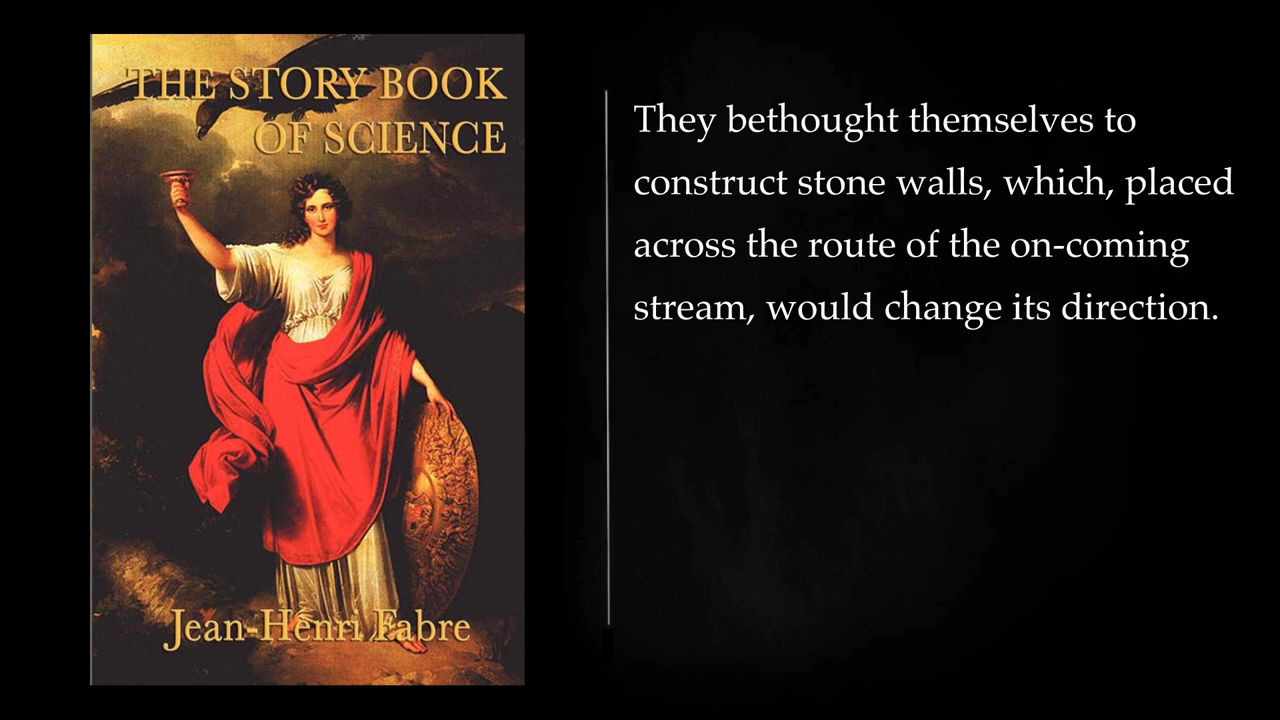 THE STORY BOOK
OF SCIENCE
Jean-Henri Fabre
They bethought themselves to
construct stone walls, which, placed
across the route of the on-coming
stream, would change its direction.